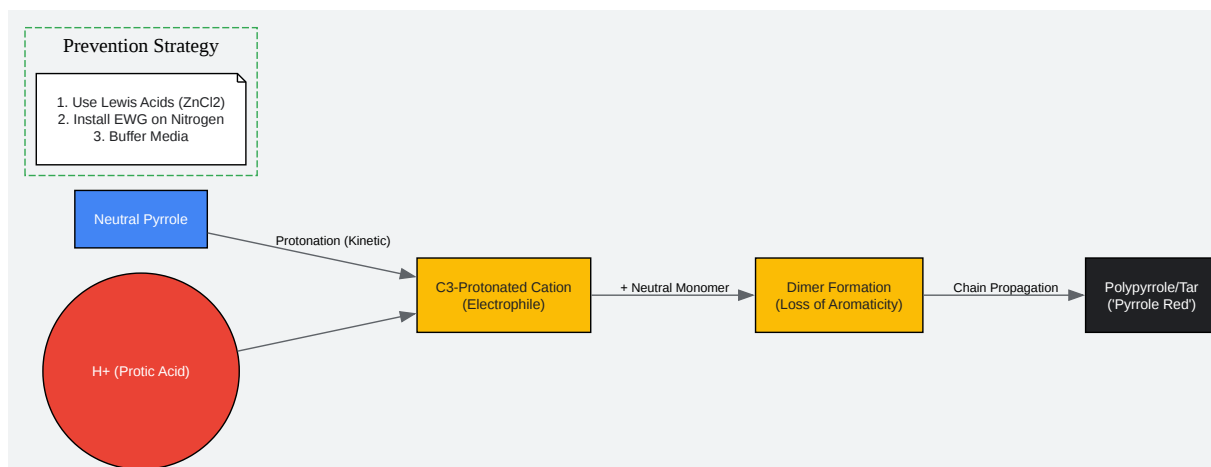 Prevention Strategy
1. Use Lewis Acids (ZnCl2)
2. Install EWG on Nitrogen
3. Buffer Media
Neutral Pyrrole
Protonation (Kinetic)
C3-Protonated Cation
(Electrophile)
+ Neutral Monomer
Dimer Formation
(Loss of Aromaticity)
Chain Propagation
Polypyrrole/Tar
('Pyrrole Red')
H+ (Protic Acid)